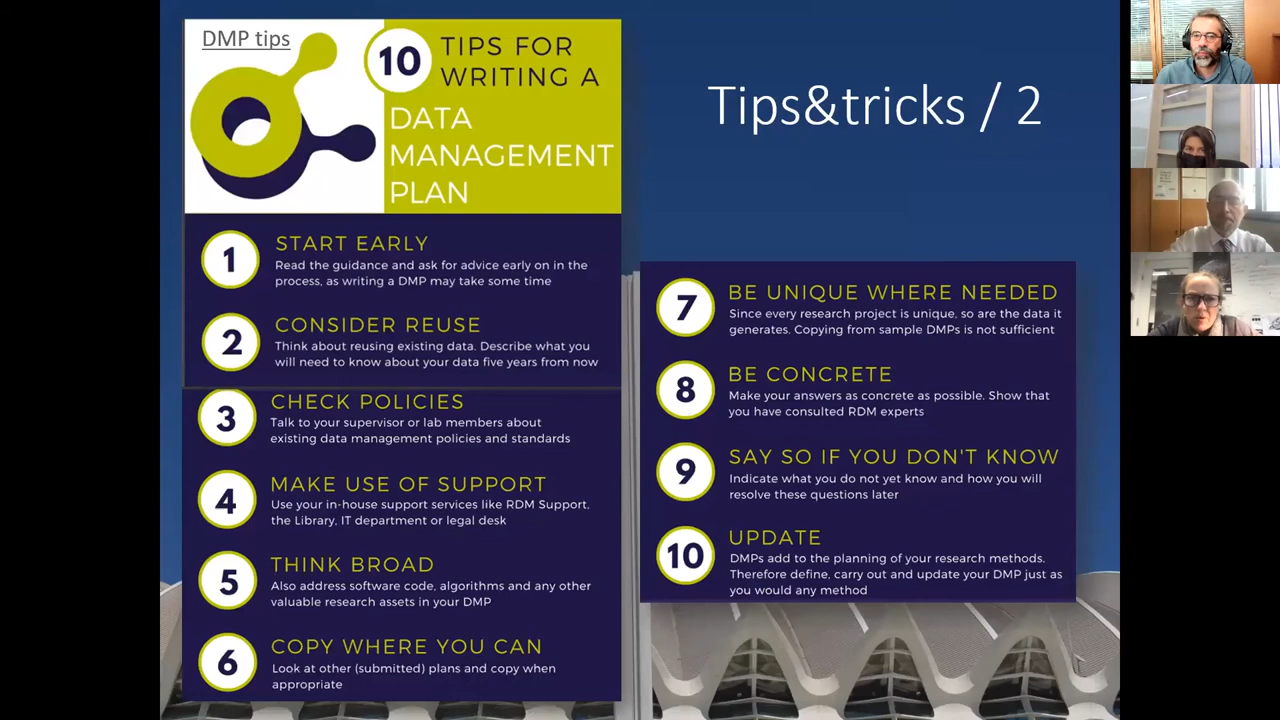 DMP tips
10 TIPS FOR
WRITING A
DATA
MANAGEMENT
PLAN
Tips&tricks / 2
1 START EARLY
Read the guidance and ask for advice early on in the
process, as writing a DMP may take some time
2 CONSIDER REUSE
Think about reusing existing data. Describe what you
will need to know about your data five years from now
3 CHECK POLICIES
Talk to your supervisor or lab members about
existing data management policies and standards
4 MAKE USE OF SUPPORT
Use your in-house support services like RDM Support,
the Library, IT department or legal desk
5 THINK BROAD
Also address software code, algorithms and any other
valuable research assets in your DMP
6 COPY WHERE YOU CAN
Look at other (submitted) plans and copy when
appropriate
7 BE UNIQUE WHERE NEEDED
Since every research project is unique, so are the data it
generates. Copying from sample DMPs is not sufficient
8 BE CONCRETE
Make your answers as concrete as possible. Show that
you have consulted RDM experts
9 SAY SO IF YOU DON'T KNOW
Indicate what you do not yet know and how you will
resolve these questions later
10 UPDATE
DMPs add to the planning of your research methods.
Therefore define, carry out and update your DMP just as
you would any method